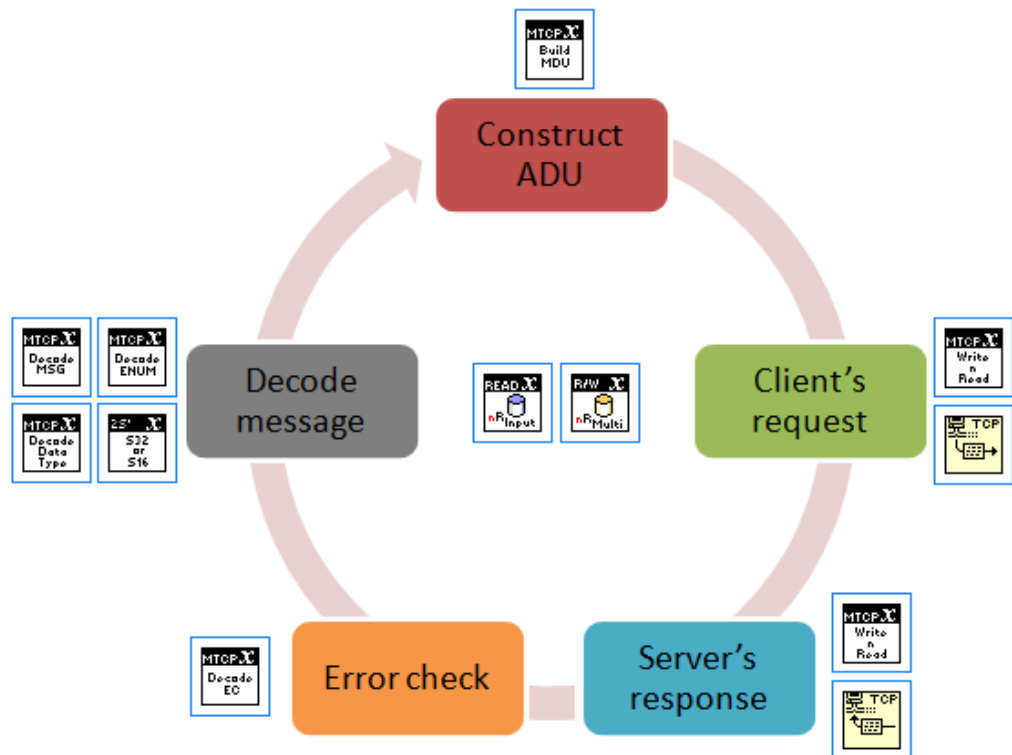 MTCP X
Build
MDU
Construct
ADU
MTCP X
Decode
MSG
MTCP X
Decode
ENUM
MTCP X
Decode
Data
Type
2S' X
S32
or
S16
Decode
message
READ X
nR Input
R/W X
nR Multi
Client's
request
MTCP X
Write
n
Read
TCP
MTCP X
Decode
EC
Error check
Server's
response
MTCP X
Write
n
Read
TCP